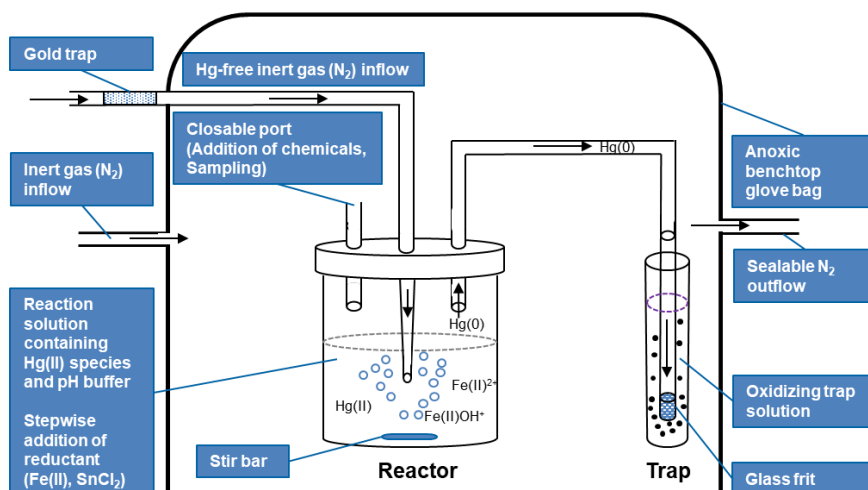 Gold trap
Hg-free inert gas (N₂) inflow
Closable port
(Addition of chemicals,
Sampling)
Inert gas (N₂)
inflow
Hg(0)
Anoxic
benchtop
glove bag
Sealable N₂
outflow
Reaction
solution
containing
Hg(II) species
and pH buffer
Stepwise
addition of
reductant
(Fe(II), SnCl₂)
Hg(0)
Fe(II)²⁺
Hg(II)
Fe(II)OH⁺
Stir bar
Reactor
Oxidizing trap
solution
Trap
Glass frit